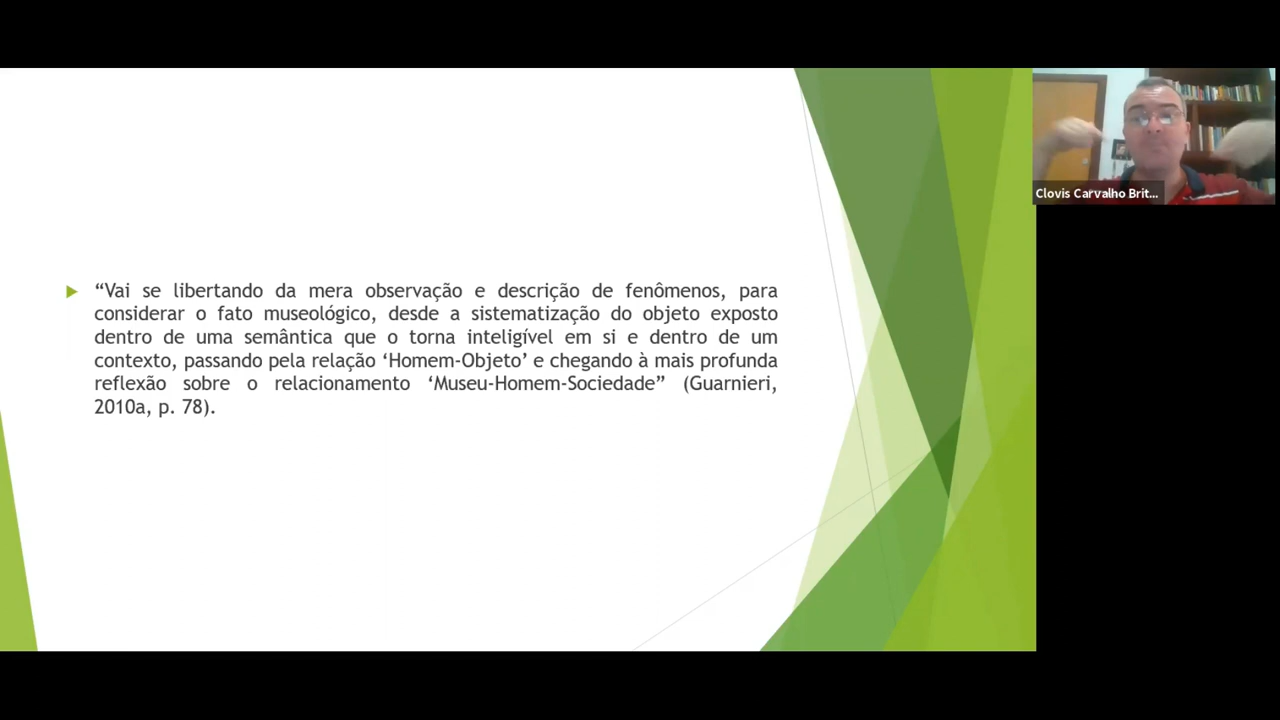 “Vai se libertando da mera observação e descrição de fenômenos, para
considerar o fato museológico, desde a sistematização do objeto exposto
dentro de uma semântica que o torna inteligível em si e dentro de um
contexto, passando pela relação ‘Homem-Objeto’ e chegando à mais profunda
reflexão sobre o relacionamento ‘Museu-Homem-Sociedade” (Guarnieri,
2010a, p. 78).
Clovis Carvalho Brit...